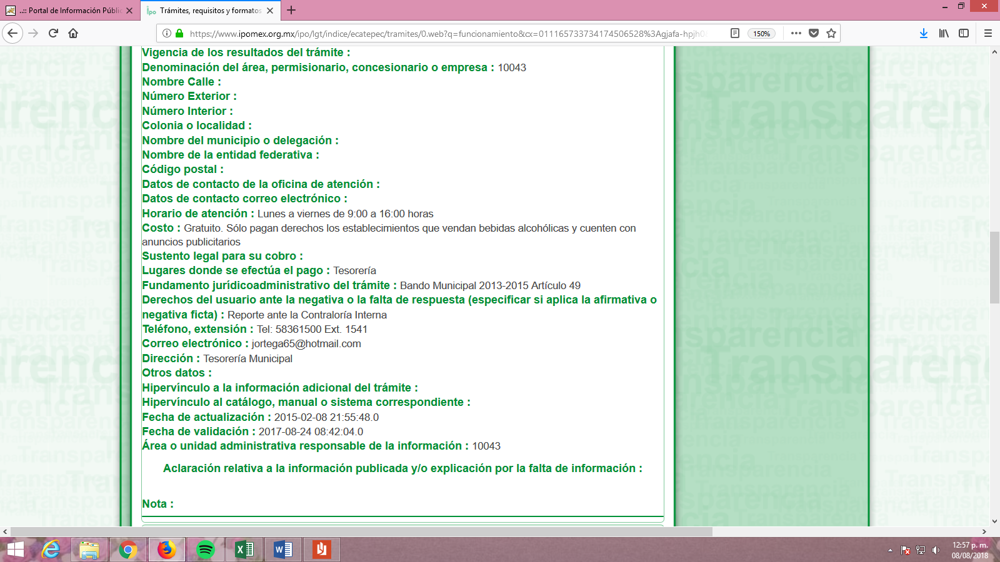 ..:: Portal de Información Públic
Trámites, requisitos y formatos
https://www.ipomex.org.mx/ipo/lgt/indice/ecatepec/tramites/0.web?q=funcionamiento&cx=011165733734174506528%3Agjafa-hpjh0
150%
Vigencia de los resultados del trámite :
Denominación del área, permisionario, concesionario o empresa : 10043
Nombre Calle :
Número Exterior :
Número Interior :
Colonia o localidad :
Nombre del municipio o delegación :
Nombre de la entidad federativa :
Código postal :
Datos de contacto de la oficina de atención :
Datos de contacto correo electrónico :
Horario de atención : Lunes a viernes de 9:00 a 16:00 horas
Costo : Gratuito. Sólo pagan derechos los establecimientos que vendan bebidas alcohólicas y cuenten con
anuncios publicitarios
Sustento legal para su cobro :
Lugares donde se efectúa el pago : Tesorería
Fundamento jurídicoadministrativo del trámite : Bando Municipal 2013-2015 Artículo 49
Derechos del usuario ante la negativa o la falta de respuesta (especificar si aplica la afirmativa o
negativa ficta) : Reporte ante la Contraloría Interna
Teléfono, extensión : Tel: 58361500 Ext. 1541
Correo electrónico : jortega65@hotmail.com
Dirección : Tesorería Municipal
Otros datos :
Hipervínculo a la información adicional del trámite :
Hipervínculo al catálogo, manual o sistema correspondiente :
Fecha de actualización : 2015-02-08 21:55:48.0
Fecha de validación : 2017-08-24 08:42:04.0
Área o unidad administrativa responsable de la información : 10043
Aclaración relativa a la información publicada y/o explicación por la falta de información :
Nota :
12:57 p. m.
08/08/2018